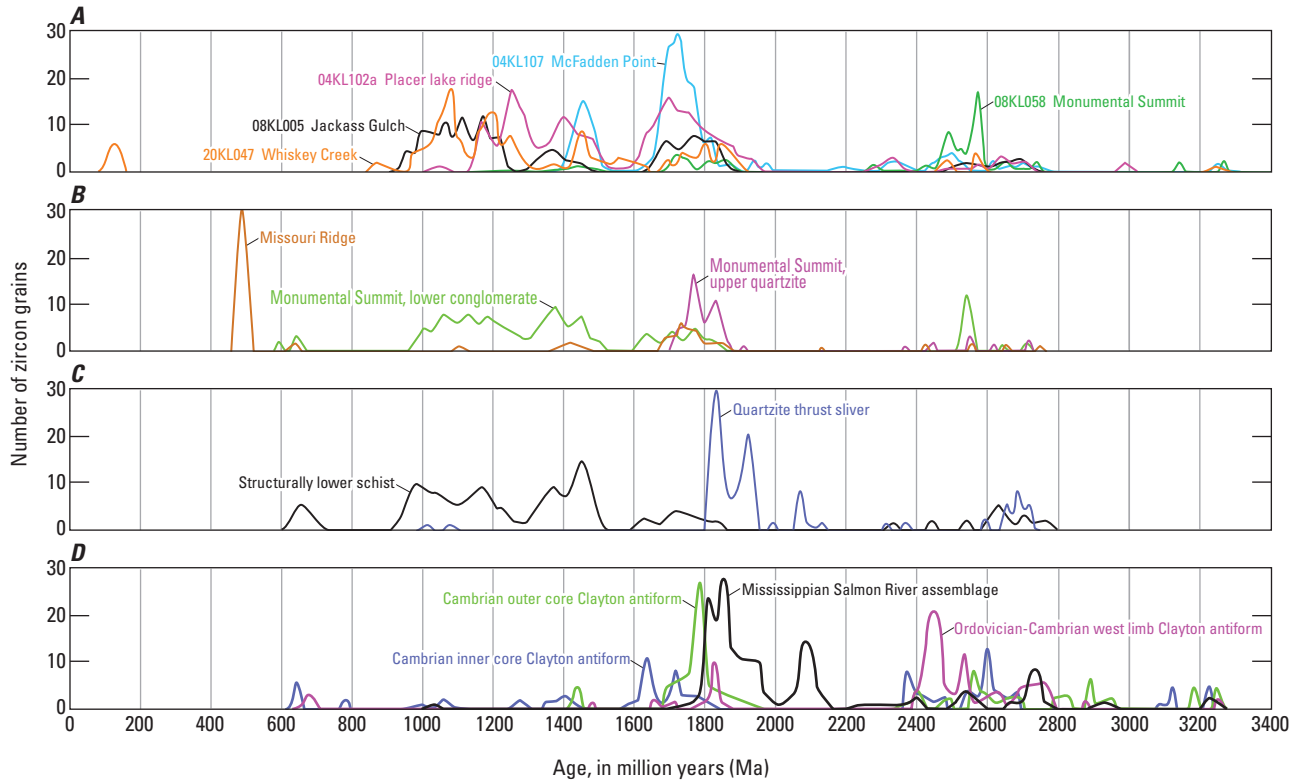 A
30
20
10
0
04KL107 McFadden Point
04KL102a Placer lake ridge
08KL058 Monumental Summit
08KL005 Jackass Gulch
20KL047 Whiskey Creek
B
30
20
10
0
Missouri Ridge
Monumental Summit,
upper quartzite
Monumental Summit, lower conglomerate
C
30
20
10
0
Quartzite thrust sliver
Structurally lower schist
D
30
20
10
0
Cambrian outer core Clayton antiform
Mississippian Salmon River assemblage
Ordovician-Cambrian west limb Clayton antiform
Cambrian inner core Clayton antiform
0 200 400 600 800 1000 1200 1400 1600 1800 2000 2200 2400 2600 2800 3000 3200 3400
Age, in million years (Ma)
Number of zircon grains